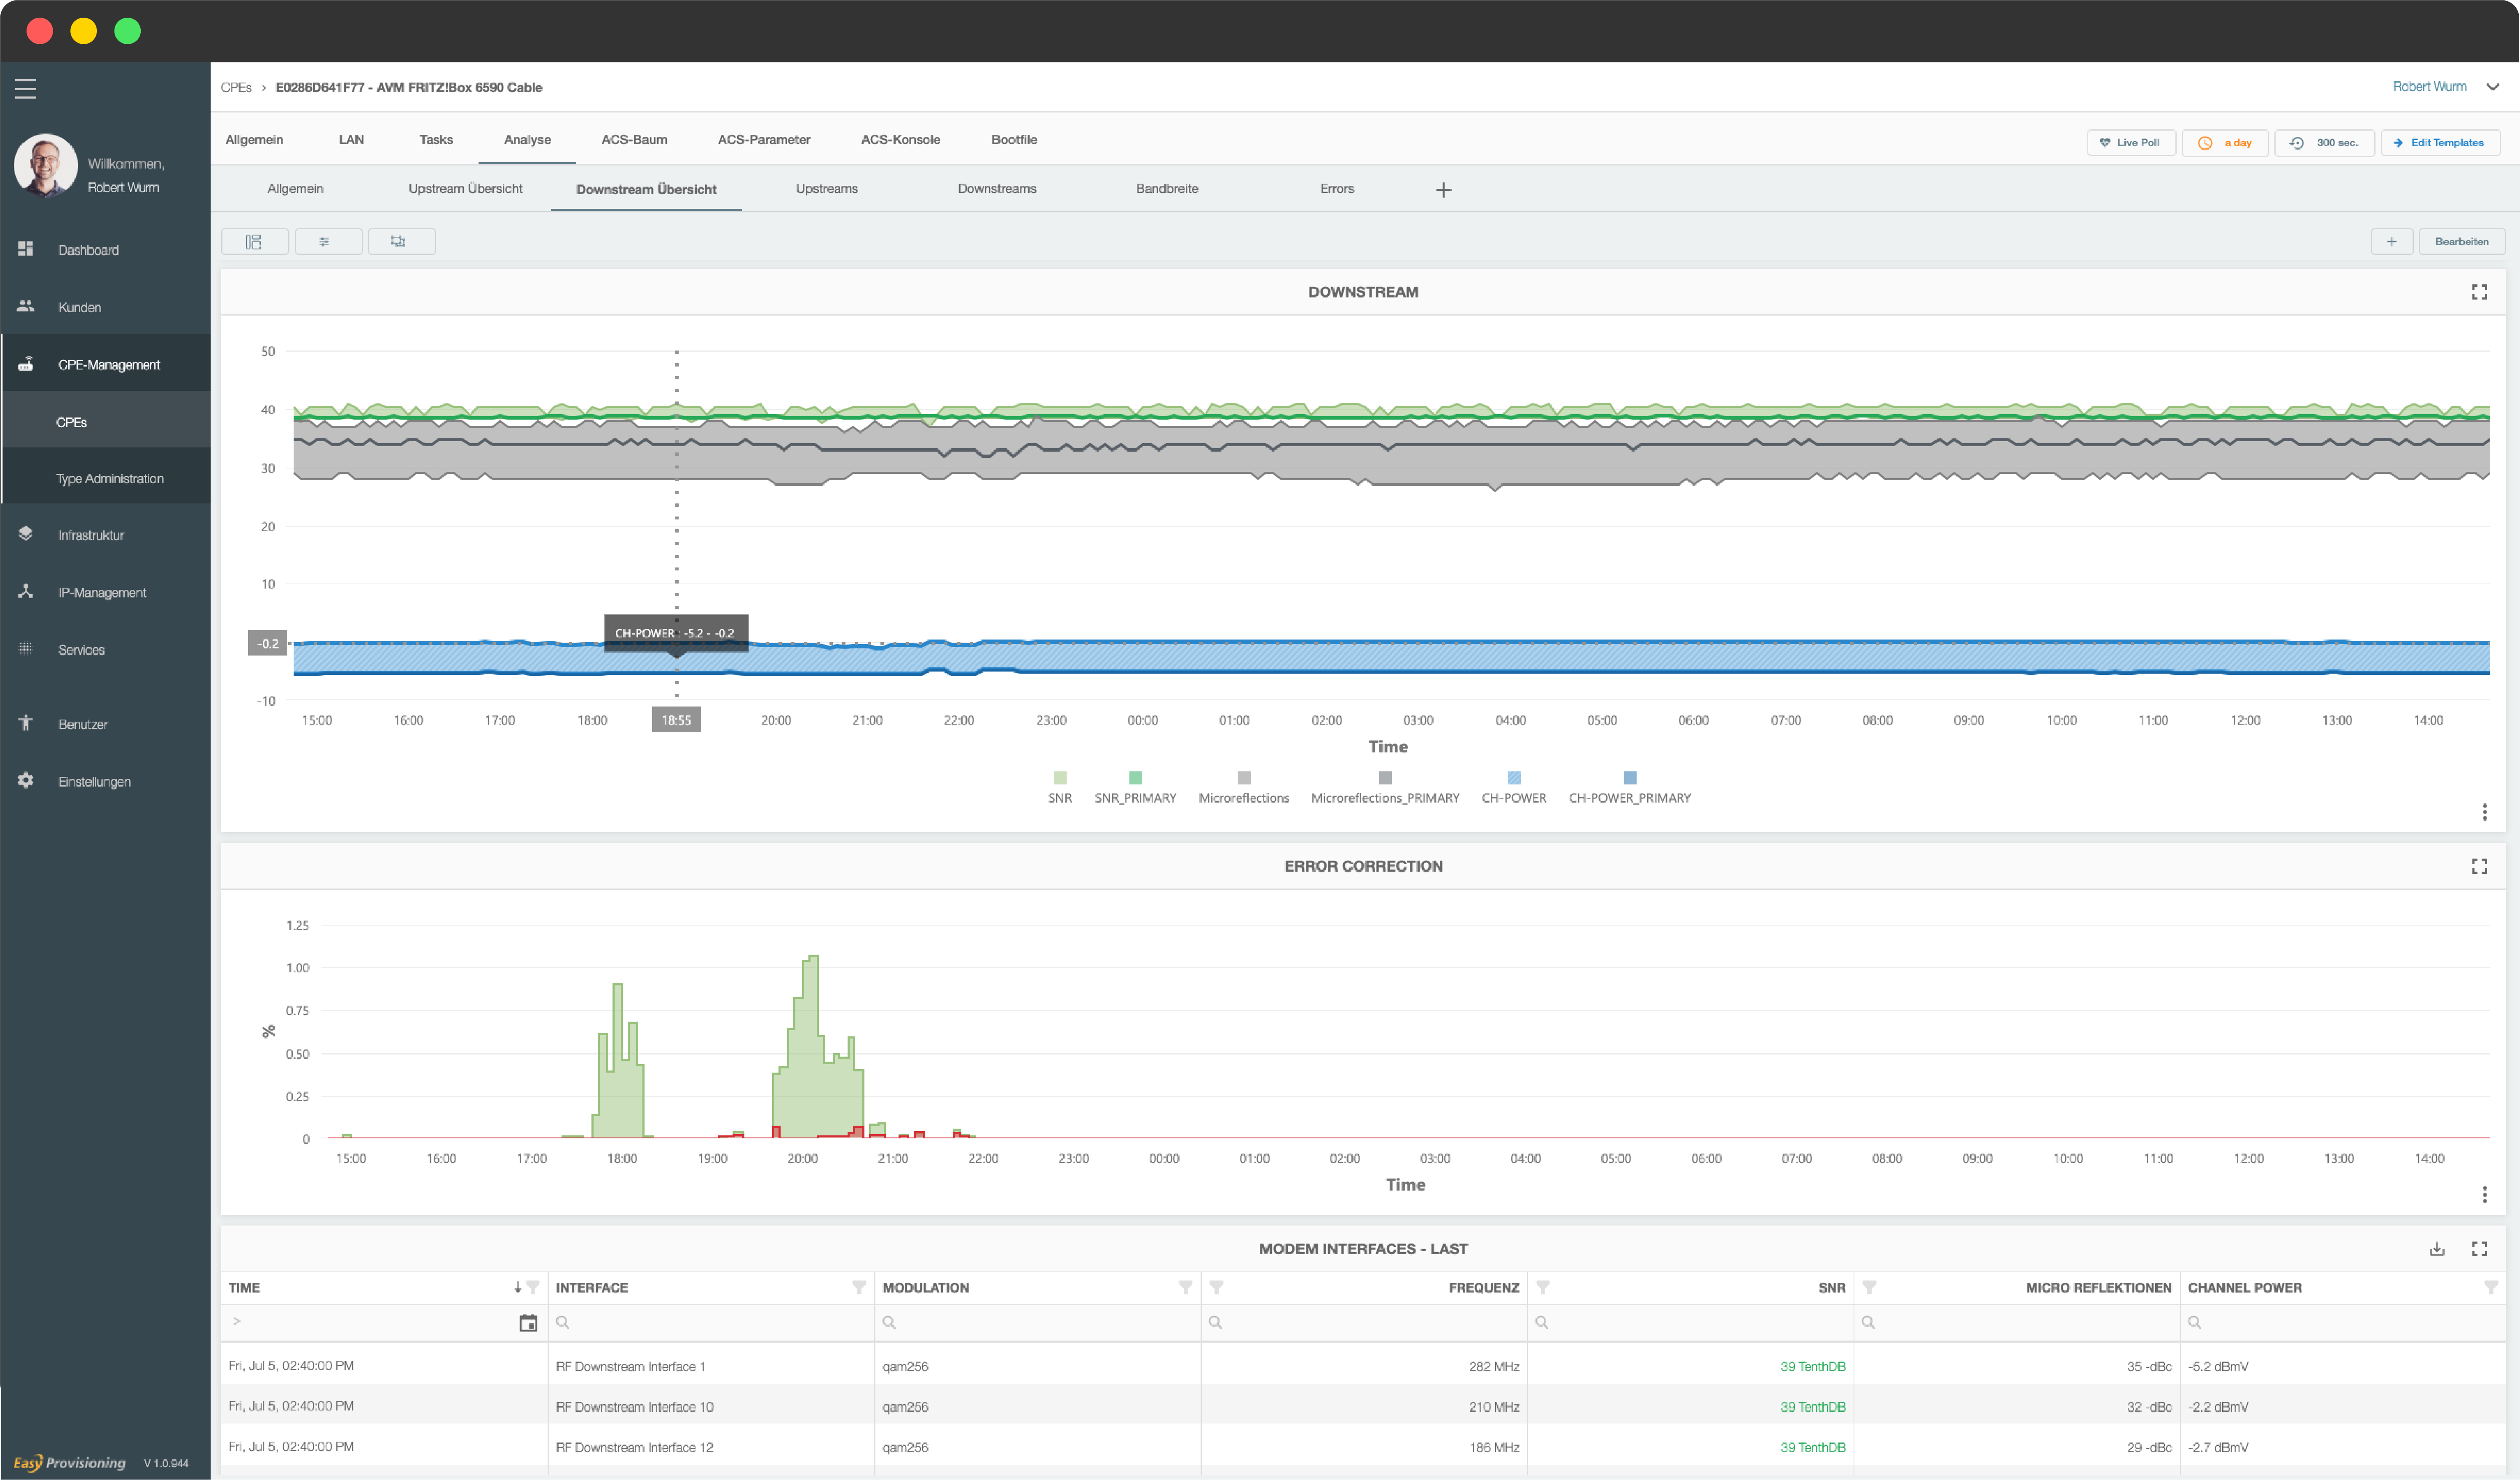 CPEs › E0286D641F77 - AVM FRITZ!Box 6590 Cable
Robert Wurm
Willkommen,
Robert Wurm
Dashboard
Kunden
CPE-Management
CPEs
Type Administration
Infrastruktur
IP-Management
Services
Benutzer
Einstellungen
Easy Provisioning V 1.0.944
Allgemein LAN Tasks Analyse ACS-Baum ACS-Parameter ACS-Konsole Bootfile
Live Poll a day 300 sec. Edit Templates
Allgemein Upstream Übersicht Downstream Übersicht Upstreams Downstreams Bandbreite Errors +
+ Bearbeiten
DOWNSTREAM
50
40
30
20
10
-0.2
-10
CH-POWER : -5.2 - -0.2
15:00 16:00 17:00 18:00 18:55 20:00 21:00 22:00 23:00 00:00 01:00 02:00 03:00 04:00 05:00 06:00 07:00 08:00 09:00 10:00 11:00 12:00 13:00 14:00
Time
SNR SNR_PRIMARY Microreflections Microreflections_PRIMARY CH-POWER CH-POWER_PRIMARY
ERROR CORRECTION
1.25
1.00
0.75
%
0.50
0.25
0
15:00 16:00 17:00 18:00 19:00 20:00 21:00 22:00 23:00 00:00 01:00 02:00 03:00 04:00 05:00 06:00 07:00 08:00 09:00 10:00 11:00 12:00 13:00 14:00
Time
MODEM INTERFACES - LAST
TIME INTERFACE MODULATION FREQUENZ SNR MICRO REFLEKTIONEN CHANNEL POWER
>
Fri, Jul 5, 02:40:00 PM RF Downstream Interface 1 qam256 282 MHz 39 TenthDB 35 -dBc -5.2 dBmV
Fri, Jul 5, 02:40:00 PM RF Downstream Interface 10 qam256 210 MHz 39 TenthDB 32 -dBc -2.2 dBmV
Fri, Jul 5, 02:40:00 PM RF Downstream Interface 12 qam256 186 MHz 39 TenthDB 29 -dBc -2.7 dBmV